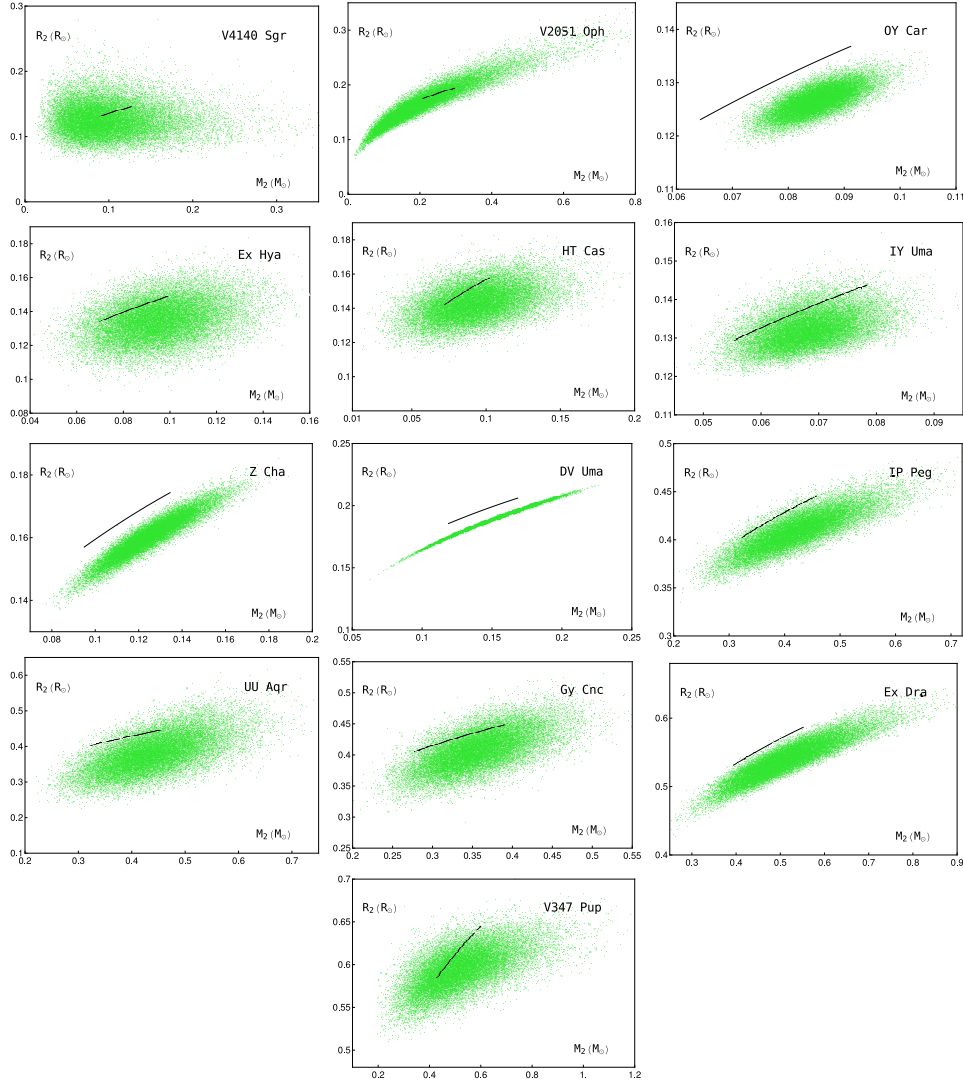 0.3
R₂(R⊙)
V4140 Sgr
0.2
0.1
M₂(M⊙)
0.
0. 0.1 0.2 0.3
R₂(R⊙)
V2051 Oph
0.3
0.2
0.1
M₂(M⊙)
0.
0. 0.2 0.4 0.6 0.8
0.14
R₂(R⊙)
OY Car
0.13
0.12
M₂(M⊙)
0.11
0.06 0.07 0.08 0.09 0.1 0.11
0.18
R₂(R⊙)
Ex Hya
0.16
0.14
0.12
0.1
M₂(M⊙)
0.08
0.04 0.06 0.08 0.1 0.12 0.14 0.16
0.18
R₂(R⊙)
HT Cas
0.16
0.14
0.12
0.1
M₂(M⊙)
0.08
0.01 0.05 0.1 0.15 0.2
0.15
R₂(R⊙)
IY Uma
0.14
0.13
0.12
M₂(M⊙)
0.11
0.05 0.06 0.07 0.08 0.09
R₂(R⊙)
Z Cha
0.18
0.16
0.14
M₂(M⊙)
0.08 0.1 0.12 0.14 0.16 0.18 0.2
0.25
R₂(R⊙)
DV Uma
0.2
0.15
M₂(M⊙)
0.1
0.05 0.1 0.15 0.2 0.25
0.5
R₂(R⊙)
IP Peg
0.45
0.4
0.35
M₂(M⊙)
0.3
0.2 0.3 0.4 0.5 0.6 0.7
0.6
R₂(R⊙)
UU Aqr
0.5
0.4
0.3
0.2
M₂(M⊙)
0.1
0.2 0.3 0.4 0.5 0.6 0.7
0.55
R₂(R⊙)
Gy Cnc
0.5
0.45
0.4
0.35
0.3
M₂(M⊙)
0.25
0.2 0.25 0.3 0.35 0.4 0.45 0.5 0.55
R₂(R⊙)
Ex Dra
0.6
0.5
M₂(M⊙)
0.4
0.3 0.4 0.5 0.6 0.7 0.8 0.9
0.7
R₂(R⊙)
V347 Pup
0.65
0.6
0.55
0.5
M₂(M⊙)
0.2 0.4 0.6 0.8 1. 1.2